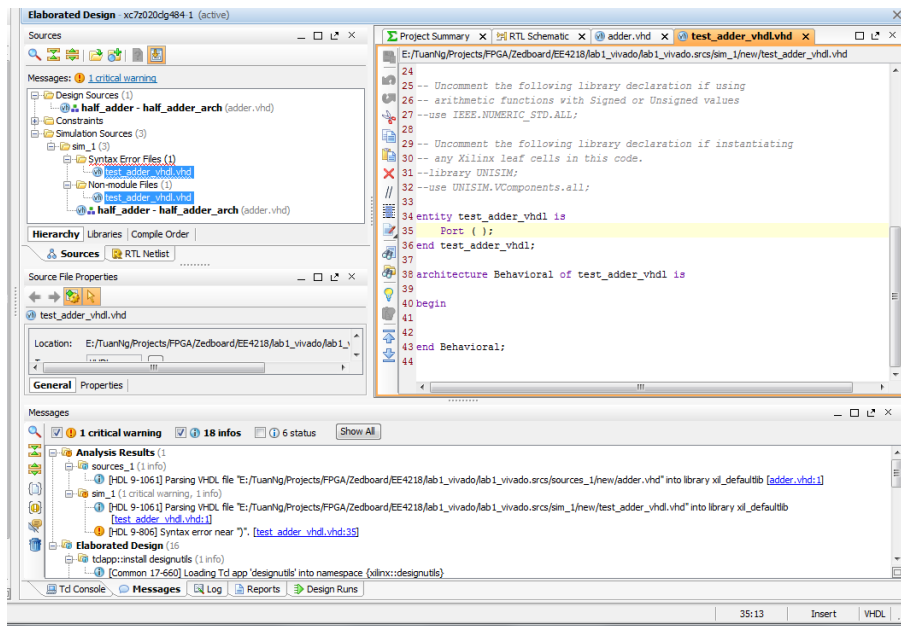 Elaborated Design - xc7z020clg484-1 (active)
Sources
Messages: 1 critical warning
Design Sources (1)
half_adder - half_adder_arch (adder.vhd)
Constraints
Simulation Sources (3)
sim_1 (3)
Syntax Error Files (1)
test_adder_vhdl.vhd
Non-module Files (1)
test_adder_vhdl.vhd
half_adder - half_adder_arch (adder.vhd)
Hierarchy Libraries Compile Order
Sources RTL Netlist
Source File Properties
test_adder_vhdl.vhd
Location: E:/TuanNg/Projects/FPGA/Zedboard/EE4218/lab1_vivado/lab1_
General Properties
Project Summary x RTL Schematic x adder.vhd x test_adder_vhdl.vhd x
E:/TuanNg/Projects/FPGA/Zedboard/EE4218/lab1_vivado/lab1_vivado.srcs/sim_1/new/test_adder_vhdl.vhd
24
25 -- Uncomment the following library declaration if using
26 -- arithmetic functions with Signed or Unsigned values
27 --use IEEE.NUMERIC_STD.ALL;
28
29 -- Uncomment the following library declaration if instantiating
30 -- any Xilinx leaf cells in this code.
31 --library UNISIM;
32 --use UNISIM.VComponents.all;
33
34 entity test_adder_vhdl is
35 Port ( );
36 end test_adder_vhdl;
37
38 architecture Behavioral of test_adder_vhdl is
39
40 begin
41
42
43 end Behavioral;
44
Messages
1 critical warning 18 infos 6 status Show All
Analysis Results (1
sources_1 (1 info)
[HDL 9-1061] Parsing VHDL file "E:/TuanNg/Projects/FPGA/Zedboard/EE4218/lab1_vivado/lab1_vivado.srcs/sources_1/new/adder.vhd" into library xil_defaultlib [adder.vhd:1]
sim_1 (1 critical warning, 1 info)
[HDL 9-1061] Parsing VHDL file "E:/TuanNg/Projects/FPGA/Zedboard/EE4218/lab1_vivado/lab1_vivado.srcs/sim_1/new/test_adder_vhdl.vhd" into library xil_defaultlib
[test_adder_vhdl.vhd:1]
[HDL 9-806] Syntax error near ")". [test_adder_vhdl.vhd:35]
Elaborated Design (16
tclapp::install designutils (1 info)
[Common 17-660] Loading Tcl app 'designutils' into namespace {xilinx::designutils}
Tcl Console Messages Log Reports Design Runs
35:13 Insert VHDL